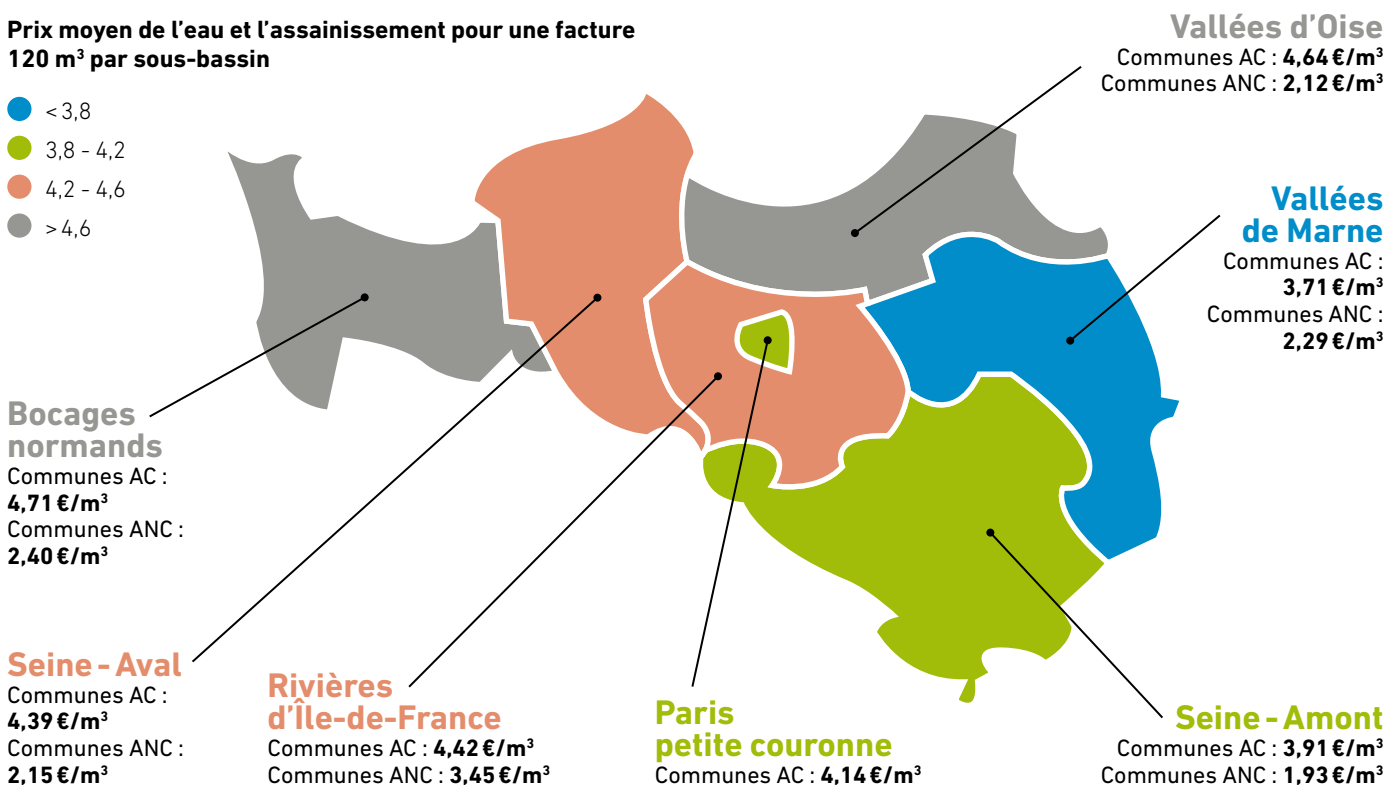 Prix moyen de l’eau et l’assainissement pour une facture
120 m³ par sous-bassin
< 3,8
3,8 - 4,2
4,2 - 4,6
> 4,6
Vallées d’Oise
Communes AC : 4,64 €/m³
Communes ANC : 2,12 €/m³
Vallées
de Marne
Communes AC :
3,71 €/m³
Communes ANC :
2,29 €/m³
Bocages
normands
Communes AC :
4,71 €/m³
Communes ANC :
2,40 €/m³
Seine - Aval
Communes AC :
4,39 €/m³
Communes ANC :
2,15 €/m³
Rivières
d’Île-de-France
Communes AC : 4,42 €/m³
Communes ANC : 3,45 €/m³
Paris
petite couronne
Communes AC : 4,14 €/m³
Seine - Amont
Communes AC : 3,91 €/m³
Communes ANC : 1,93 €/m³